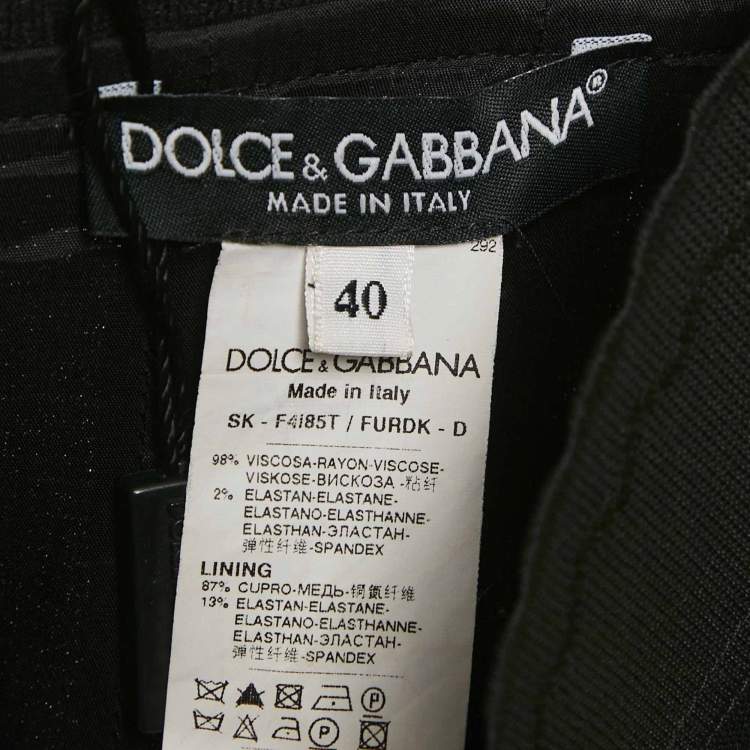 DOLCE & GABBANA®
MADE IN ITALY
292
40
DOLCE & GABBANA
Made in Italy
SK - F4I85T / FURDK - D
98% VISCOSA-RAYON-VISCOSE-
VISKOSE-ВИСКОЗА -粘纤
2% ELASTAN-ELASTANE-
ELASTANO-ELASTHANNE-
ELASTHAN-ЭЛАСТАН-
弹性纤维-SPANDEX
LINING
87% CUPRO-МЕДЬ-铜氨纤维
13% ELASTAN-ELASTANE-
ELASTANO-ELASTHANNE-
ELASTHAN-ЭЛАСТАН-
弹性纤维-SPANDEX
P
P